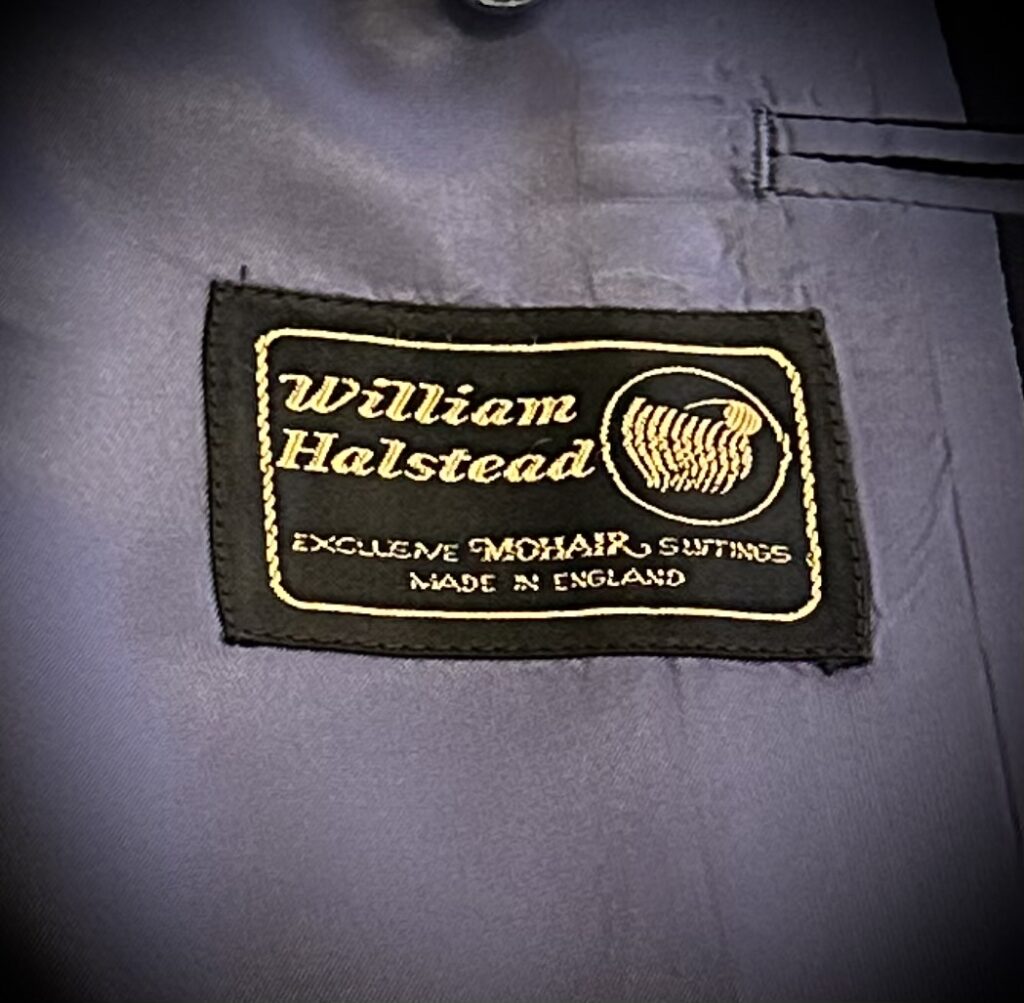 William
Halstead
EXCLUSIVE MOHAIR SUITINGS
MADE IN ENGLAND